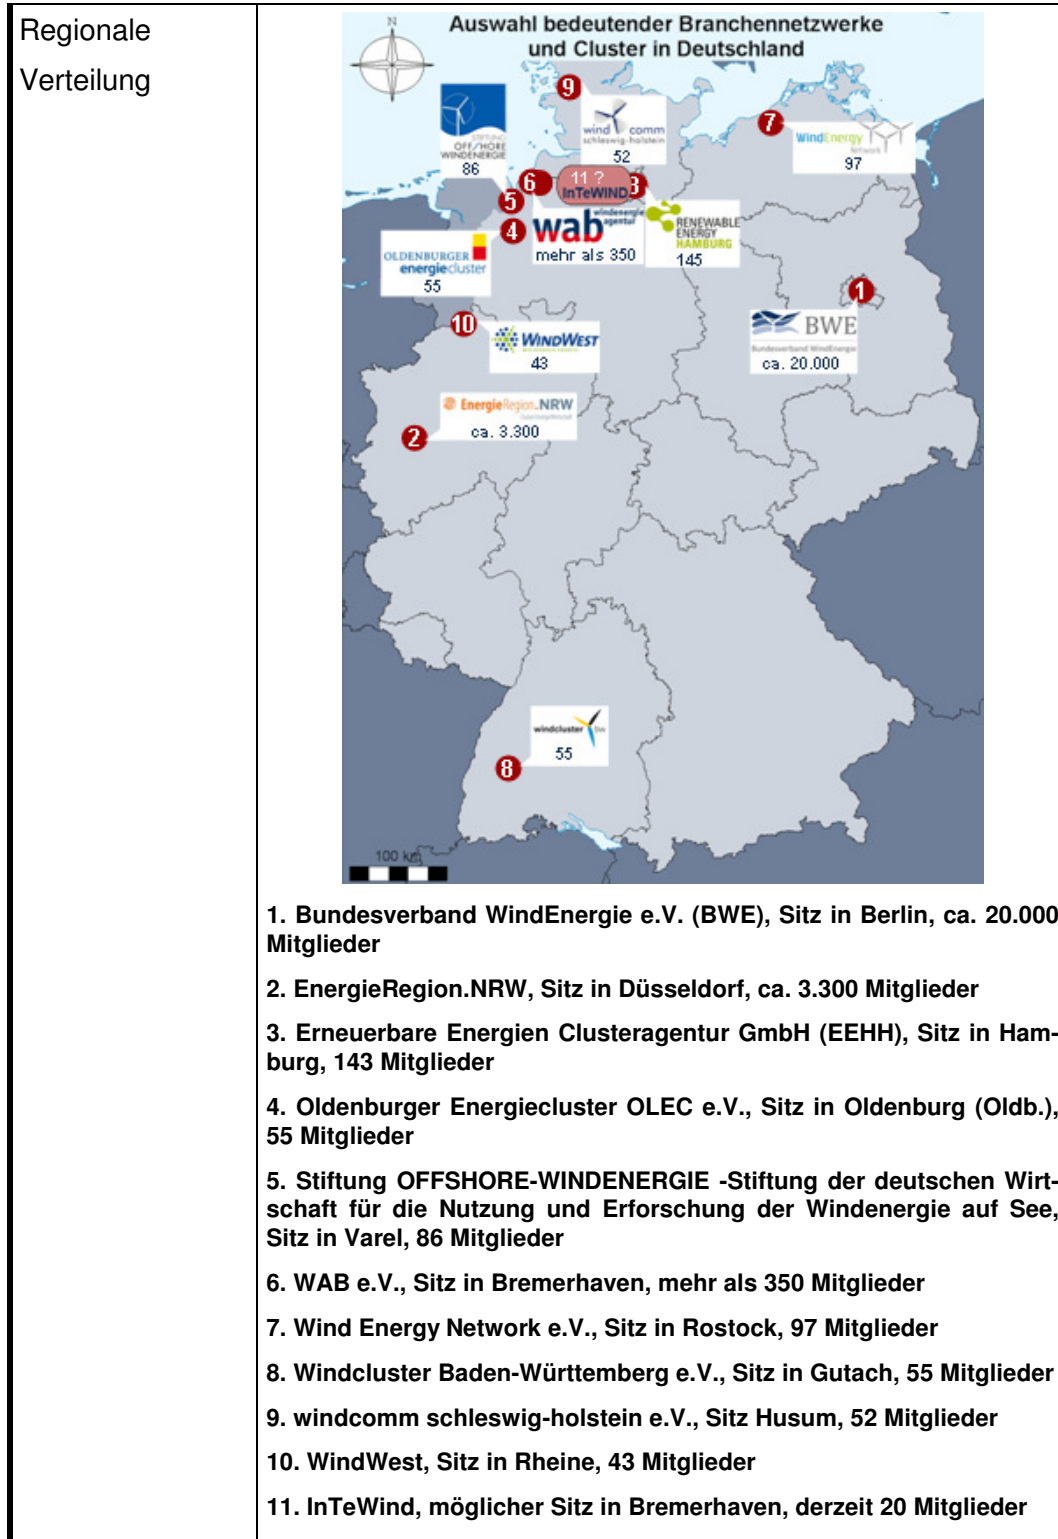 Regionale
Verteilung
Auswahl bedeutender Branchennetzwerke
und Cluster in Deutschland
N
9
wind comm
schleswig-holstein
52
7
WindEnergy
Network
97
STIFTUNG
OFFSHORE
WINDENERGIE
86
6
11 ?
InTeWIND
3
5
4
wab
windenergie
agentur
mehr als 350
RENEWABLE
ENERGY
HAMBURG
145
OLDENBURGER
energiecluster
55
1
BWE
Bundesverband WindEnergie
ca. 20.000
10
WINDWEST
43
EnergieRegion.NRW
ca. 3.300
2
windcluster bw
55
8
100 km
1. Bundesverband WindEnergie e.V. (BWE), Sitz in Berlin, ca. 20.000
Mitglieder
2. EnergieRegion.NRW, Sitz in Düsseldorf, ca. 3.300 Mitglieder
3. Erneuerbare Energien Clusteragentur GmbH (EEHH), Sitz in Ham-
burg, 143 Mitglieder
4. Oldenburger Energiecluster OLEC e.V., Sitz in Oldenburg (Oldb.),
55 Mitglieder
5. Stiftung OFFSHORE-WINDENERGIE -Stiftung der deutschen Wirt-
schaft für die Nutzung und Erforschung der Windenergie auf See,
Sitz in Varel, 86 Mitglieder
6. WAB e.V., Sitz in Bremerhaven, mehr als 350 Mitglieder
7. Wind Energy Network e.V., Sitz in Rostock, 97 Mitglieder
8. Windcluster Baden-Württemberg e.V., Sitz in Gutach, 55 Mitglieder
9. windcomm schleswig-holstein e.V., Sitz Husum, 52 Mitglieder
10. WindWest, Sitz in Rheine, 43 Mitglieder
11. InTeWind, möglicher Sitz in Bremerhaven, derzeit 20 Mitglieder